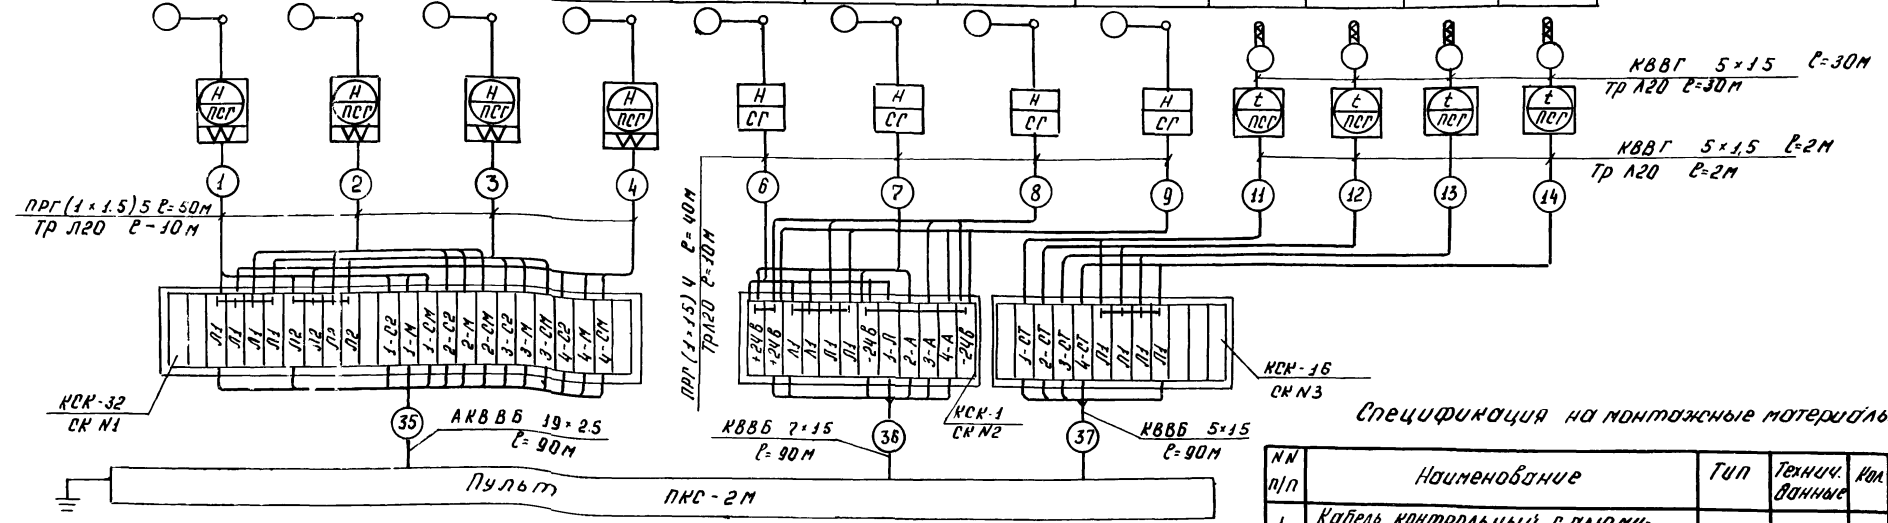 Н Н Н Н Н Н Н Н t t t t
ПСГ ПСГ ПСГ ПСГ СГ СГ СГ СГ ПСГ ПСГ ПСГ ПСГ
КВВГ 5×1.5 ℓ=30м
Тр Л20 ℓ=30м
КВВГ 5×1,5 ℓ=2м
Тр Л20 ℓ=2м
1 2 3 4 6 7 8 9 11 12 13 14
ПРГ(1×1.5)5 ℓ=50м
Тр Л20 ℓ-10м
ПРГ(1×1.5)4 ℓ=40м
ТрЛ20 ℓ=10м
Л1 Л1 Л1 Л1 Л2 Л2 Л2 Л2 1-С2 1-М 1-СМ 2-С2 2-М 2-СМ 3-С2 3-М 3-СМ 4-С2 4-М 4-СМ
+24В +24В Л1 Л1 Л1 Л1 -24В 1-Л 2-А 3-А 4-А -24В
1-СТ 2-СТ 3-СТ 4-СТ Л1 Л1 Л1 Л1
КСК-32
СК N1
КСК-1
СК N2
КСК-16
СК N3
35 36 37
АКВВБ 19×2.5
ℓ=90м
КВВБ 7×1.5
ℓ=90м
КВВБ 5×1.5
ℓ=90м
Пульт ПКС-2М
Спецификация на монтажные материалы
NN п/п Наименование Тип Технич. данные Кол
1 Кабель контрольный с